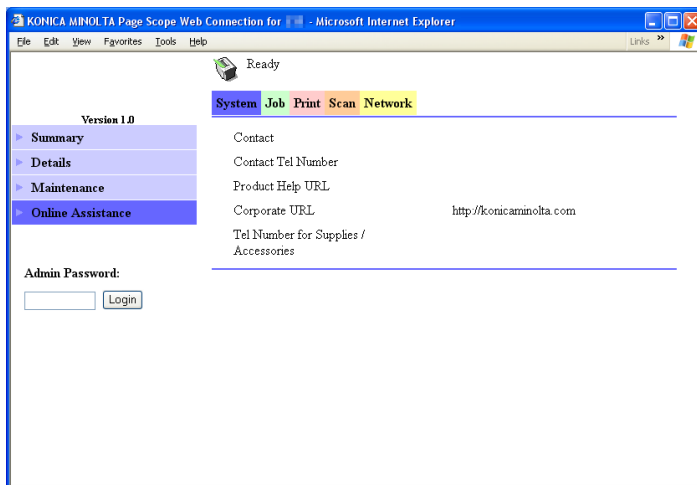 KONICA MINOLTA Page Scope Web Connection for - Microsoft Internet Explorer
File Edit View Favorites Tools Help Links »
Ready
System Job Print Scan Network
Version 1.0
Summary
Details
Maintenance
Online Assistance
Admin Password:
Login
Contact
Contact Tel Number
Product Help URL
Corporate URL http://konicaminolta.com
Tel Number for Supplies /
Accessories